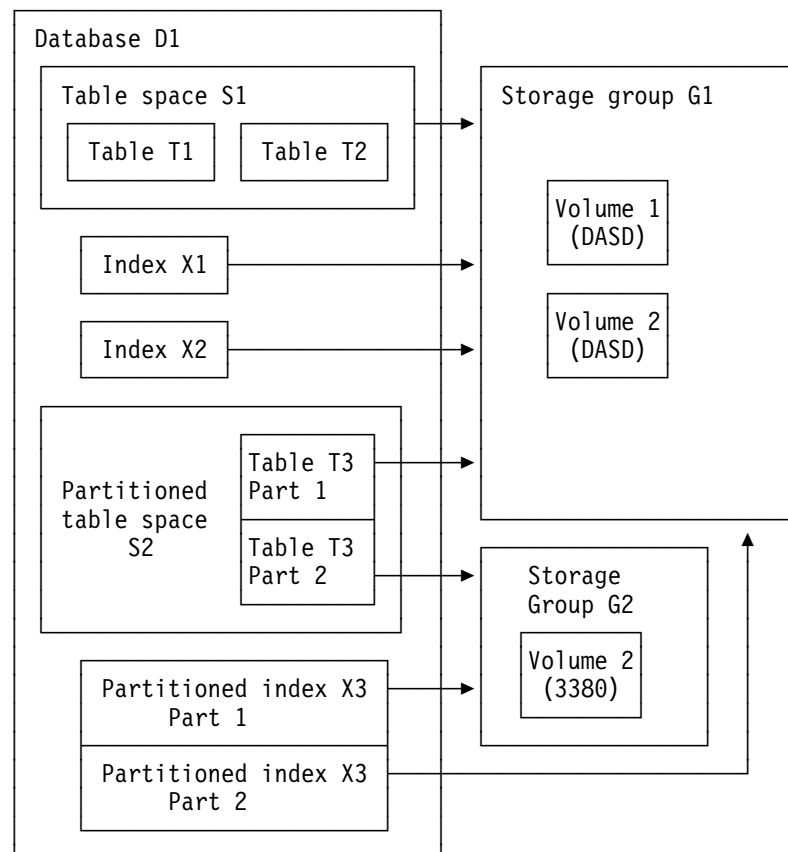 Database D1
Table space S1
Table T1
Table T2
Index X1
Index X2
Partitioned
table space
S2
Table T3
Part 1
Table T3
Part 2
Partitioned index X3
Part 1
Partitioned index X3
Part 2
Storage group G1
Volume 1
(DASD)
Volume 2
(DASD)
Storage
Group G2
Volume 2
(3380)